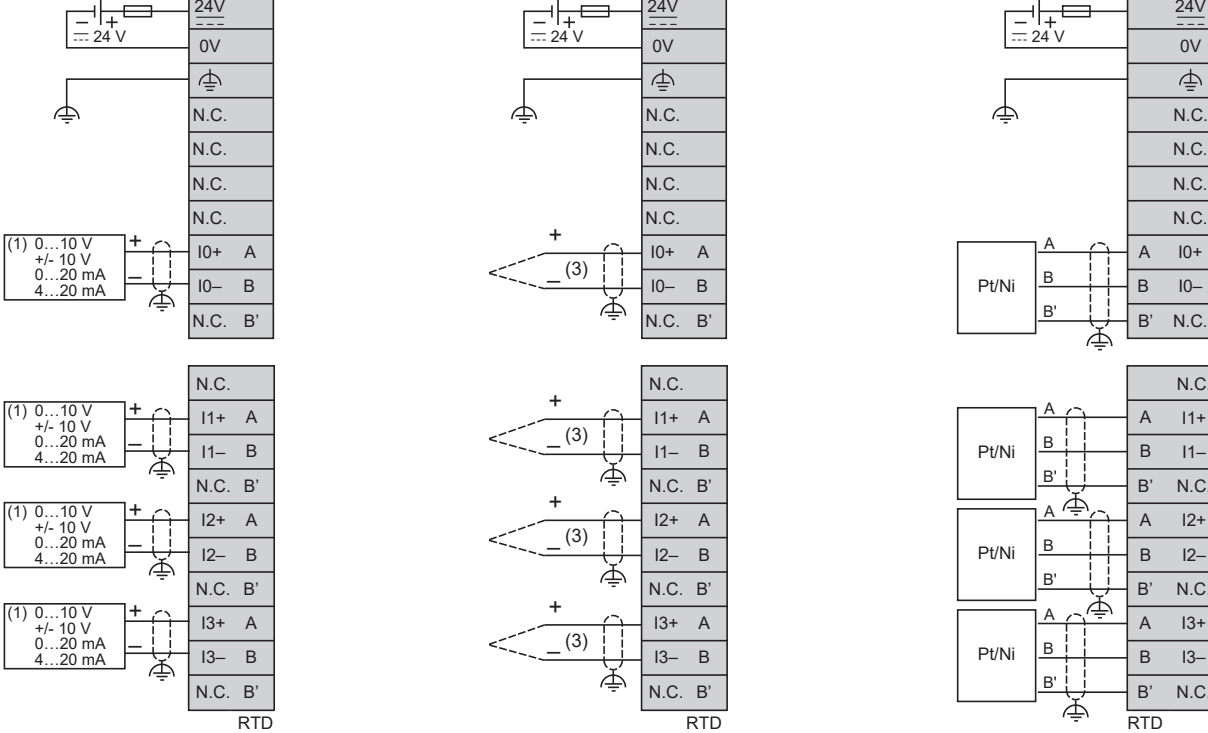 24V
− +
24 V
0V
N.C.
N.C.
N.C.
N.C.
(1) 0...10 V
+/- 10 V
0...20 mA
4...20 mA
+
−
I0+ A
I0– B
N.C. B’
N.C.
(1) 0...10 V
+/- 10 V
0...20 mA
4...20 mA
+
−
I1+ A
I1– B
N.C. B’
(1) 0...10 V
+/- 10 V
0...20 mA
4...20 mA
+
−
I2+ A
I2– B
N.C. B’
(1) 0...10 V
+/- 10 V
0...20 mA
4...20 mA
+
−
I3+ A
I3– B
N.C. B’
RTD
24V
− +
24 V
0V
N.C.
N.C.
N.C.
N.C.
+
(3)
−
I0+ A
I0– B
N.C. B’
N.C.
+
(3)
−
I1+ A
I1– B
N.C. B’
+
(3)
−
I2+ A
I2– B
N.C. B’
+
(3)
−
I3+ A
I3– B
N.C. B’
RTD
24V
− +
24 V
0V
N.C.
N.C.
N.C.
N.C.
Pt/Ni
A
B
B'
A I0+
B I0–
B’ N.C.
N.C
Pt/Ni
A
B
B'
A I1+
B I1–
B’ N.C
Pt/Ni
A
B
B'
A I2+
B I2–
B’ N.C
Pt/Ni
A
B
B'
A I3+
B I3–
B’ N.C
RTD